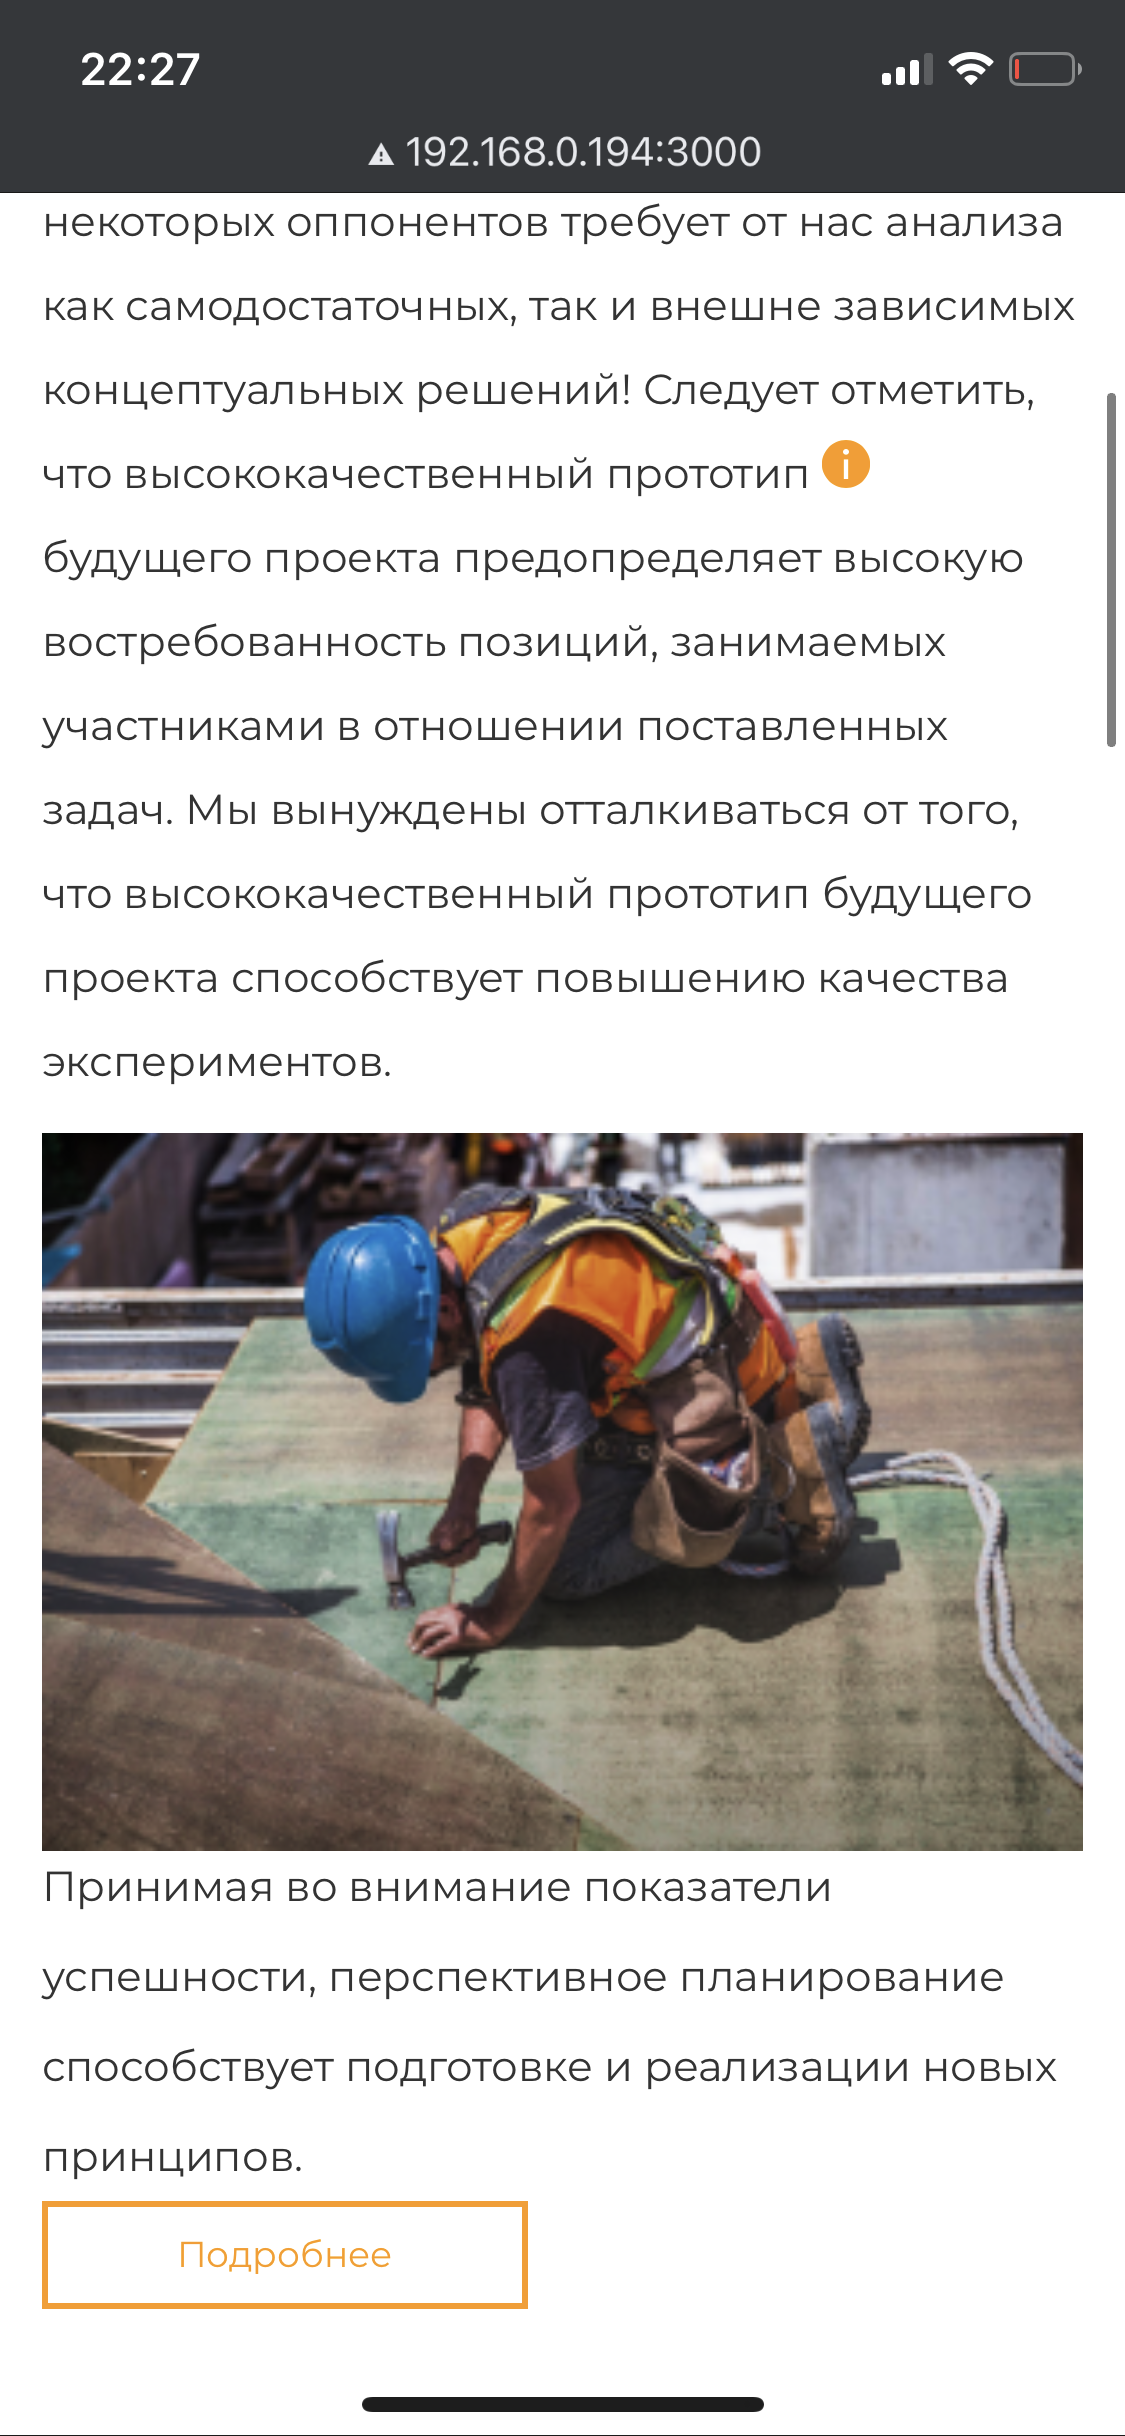 22:27
192.168.0.194:3000
некоторых оппонентов требует от нас анализа
как самодостаточных, так и внешне зависимых
концептуальных решений! Следует отметить,
что высококачественный прототип i
будущего проекта предопределяет высокую
востребованность позиций, занимаемых
участниками в отношении поставленных
задач. Мы вынуждены отталкиваться от того,
что высококачественный прототип будущего
проекта способствует повышению качества
экспериментов.
Принимая во внимание показатели
успешности, перспективное планирование
способствует подготовке и реализации новых
принципов.
Подробнее